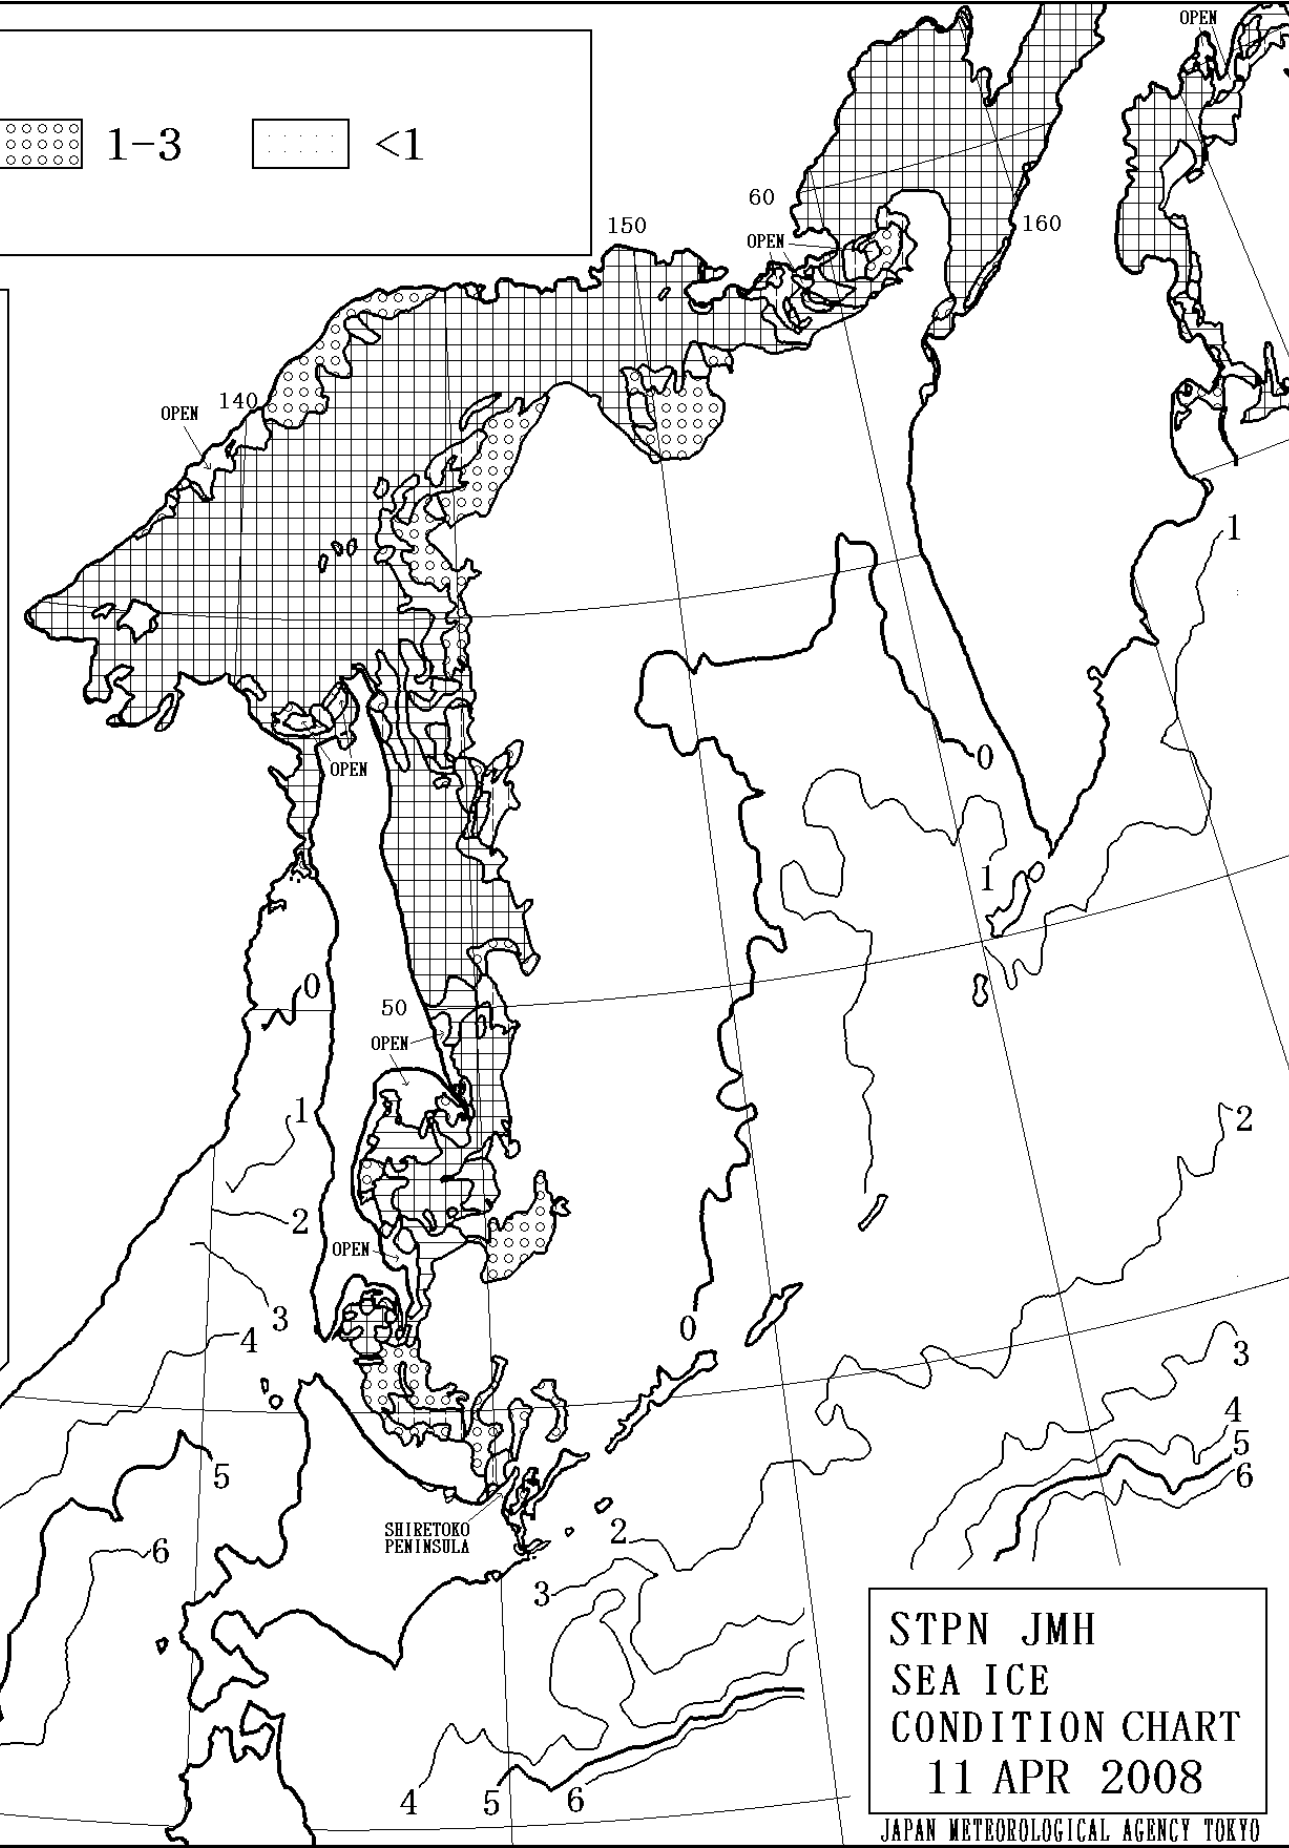 OPEN
1-3 <1
60
150
OPEN
160
140
OPEN
1
OPEN
0
1
0
50
OPEN
1
2
2
OPEN
3
0
4
3
4
5
5
6
SHIRETOKO
PENINSULA
2
6
3
4
5
6
STPN JMH
SEA ICE
CONDITION CHART
11 APR 2008
JAPAN METEOROLOGICAL AGENCY TOKYO